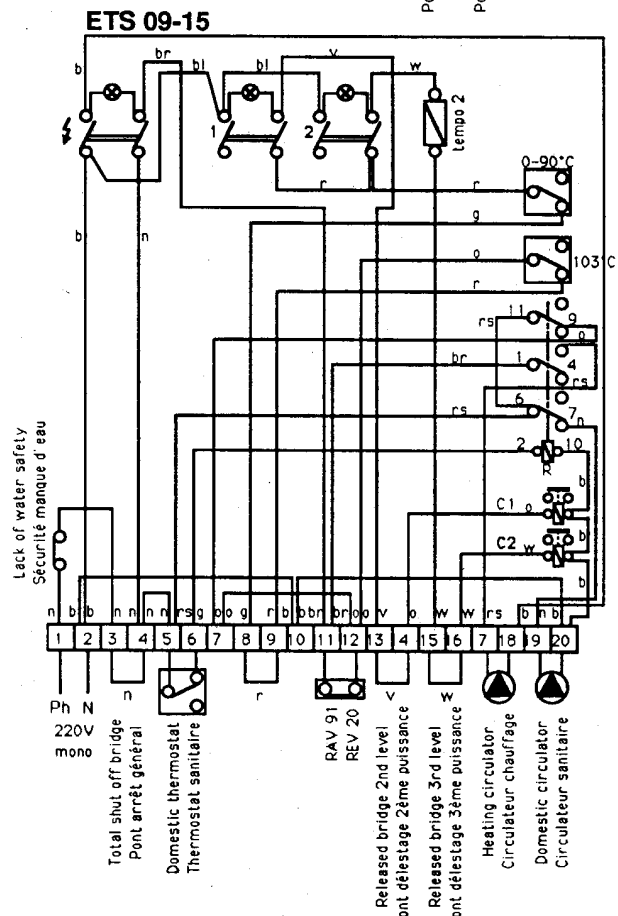 Po
Po
ETS 09-15
b
br
bl
bl
v
w
1
2
tempo 2
0-90°C
r
r
g
b
n
o
103°C
r
11
9
rs
o
1
4
br
rs
6
7
rs
n
2
10
R
b
C1
o
b
C2
w
b
Lack of water safety
Sécurité manque d'eau
n b b n n n n rs g o o g r b b br br o o v o w w rs b n b
1 2 3 4 5 6 7 8 9 10 11 12 13 14 15 16 7 18 19 20
Ph N
220V
mono
n
r
v
w
Total shut off bridge
Pont arrêt général
Domestic thermostat
Thermostat sanitaire
RAV 91
REV 20
Released bridge 2nd level
ont délestage 2ème puissance
Released bridge 3rd level
ont délestage 3ème puissance
Heating circulator
Circulateur chauffage
Domestic circulator
Circulateur sanitaire